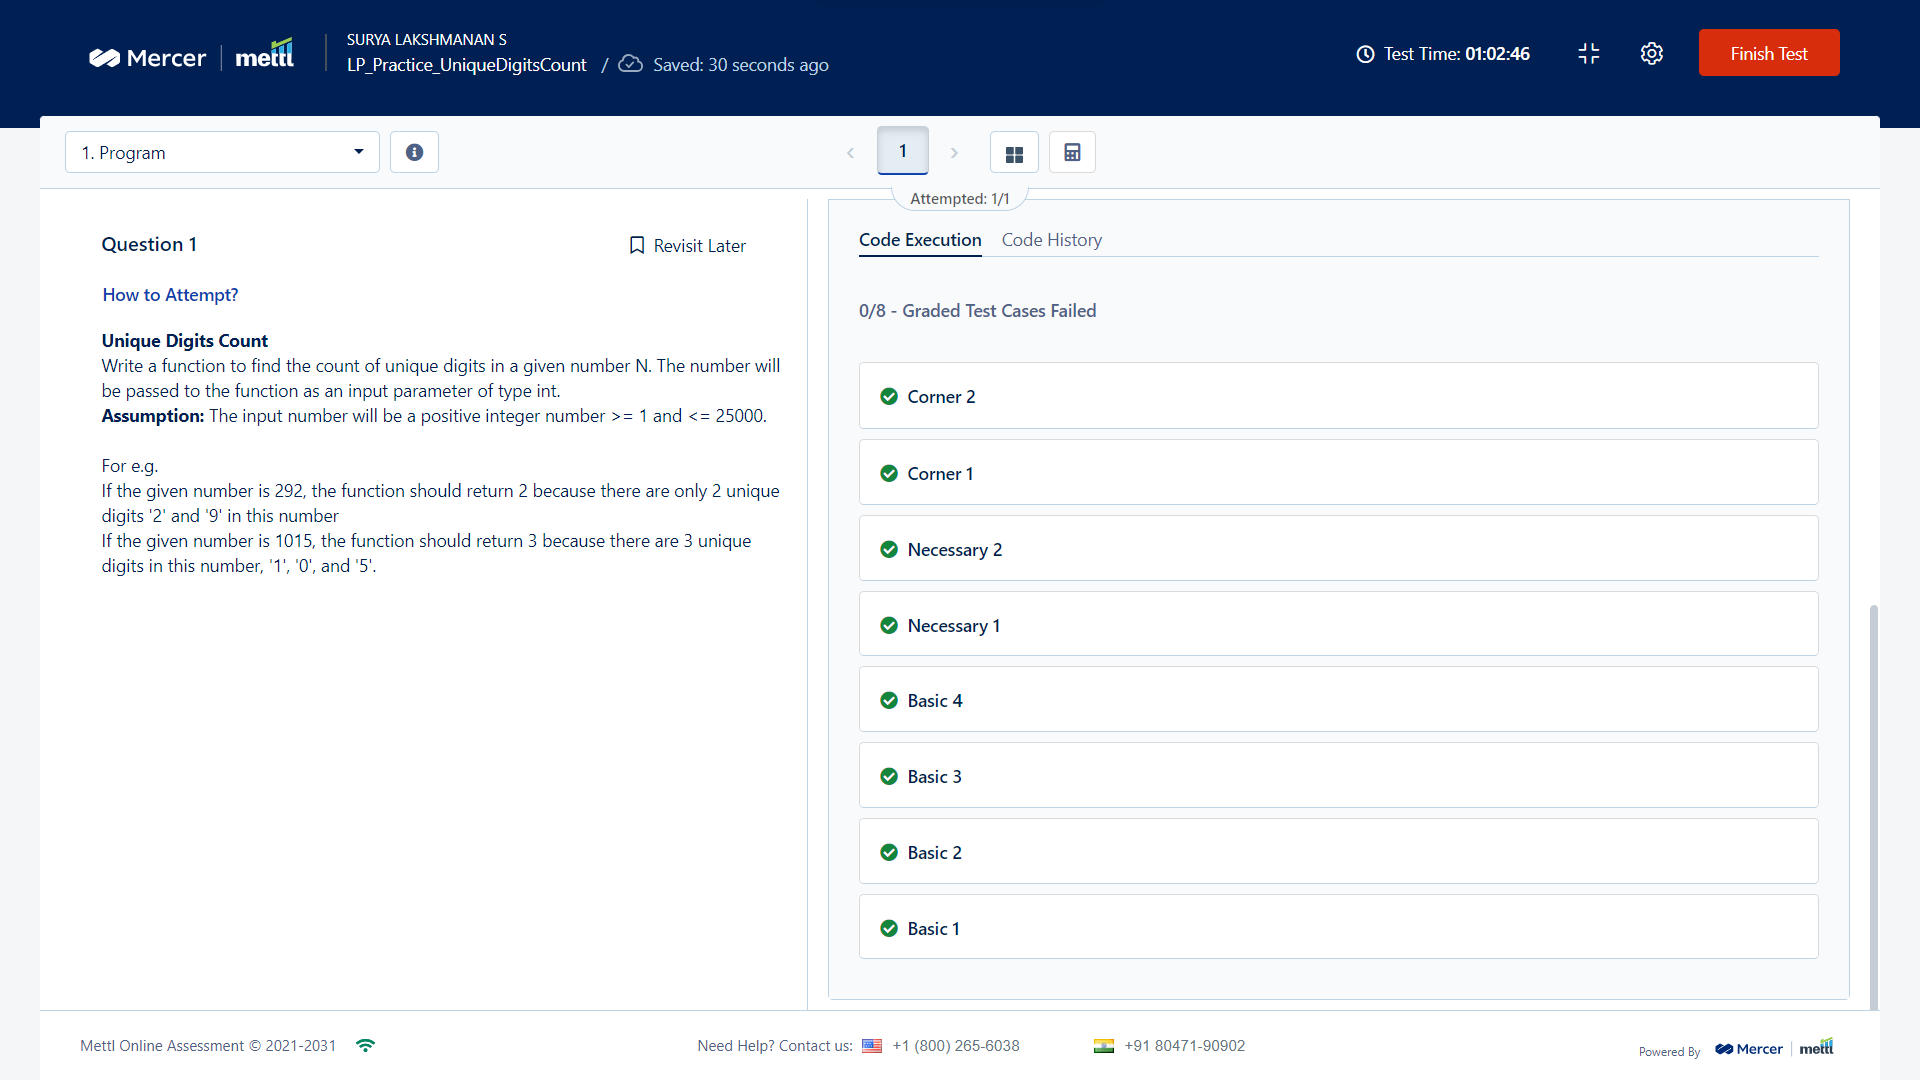 Mercer
mettl
SURYA LAKSHMANAN S
LP_Practice_UniqueDigitsCount / Saved: 30 seconds ago
Test Time: 01:02:46
Finish Test
1. Program
1
Attempted: 1/1
Question 1
Revisit Later
How to Attempt?
Unique Digits Count
Write a function to find the count of unique digits in a given number N. The number will
be passed to the function as an input parameter of type int.
Assumption: The input number will be a positive integer number >= 1 and <= 25000.
For e.g.
If the given number is 292, the function should return 2 because there are only 2 unique
digits '2' and '9' in this number
If the given number is 1015, the function should return 3 because there are 3 unique
digits in this number, '1', '0', and '5'.
Code Execution
Code History
0/8 - Graded Test Cases Failed
Corner 2
Corner 1
Necessary 2
Necessary 1
Basic 4
Basic 3
Basic 2
Basic 1
Mettl Online Assessment © 2021-2031
Need Help? Contact us: +1 (800) 265-6038
+91 80471-90902
Powered By
Mercer
mettl